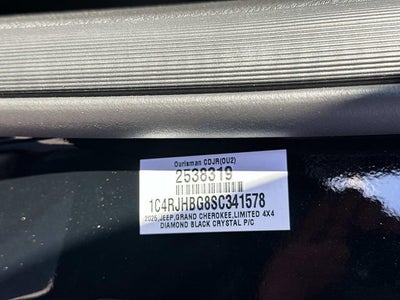 Ourisman CDJR(OU2)
2538319
1C4RJHBG8SC341578
2025,JEEP,GRAND CHEROKEE,LIMITED 4X4
DIAMOND BLACK CRYSTAL P/C